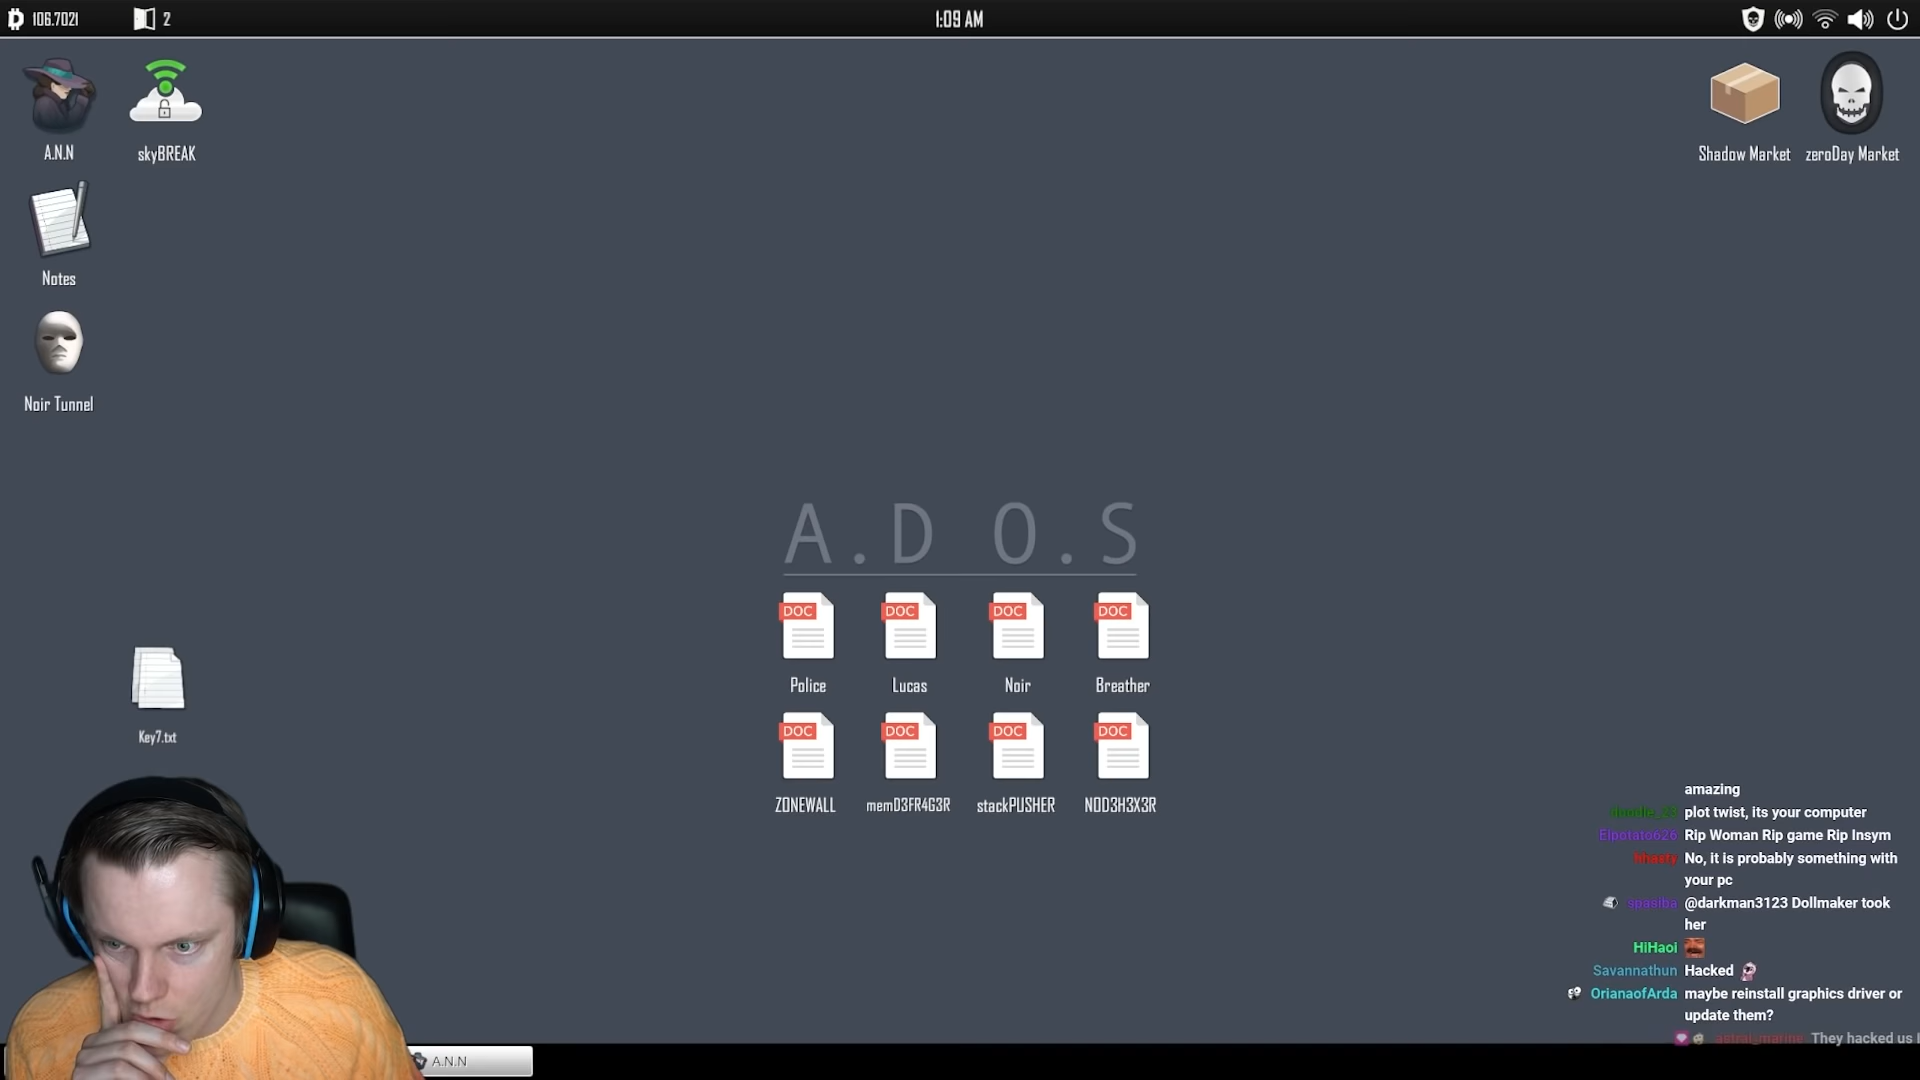 106.7021
2
1:09 AM
A.N.N
skyBREAK
Shadow Market
zeroDay Market
Notes
Noir Tunnel
A.D O.S
DOC
DOC
DOC
DOC
Police
Lucas
Noir
Breather
DOC
DOC
DOC
DOC
ZONEWALL
memD3FR4G3R
stackPUSHER
NOD3H3X3R
Key7.txt
amazing
plot twist, its your computer
Elpotato626 Rip Woman Rip game Rip Insym
No, it is probably something with
your pc
spasiba @darkman3123 Dollmaker took
her
HiHaoi
Savannathun Hacked
OrianaofArda maybe reinstall graphics driver or
update them?
astral_marine They hacked us
A.N.N